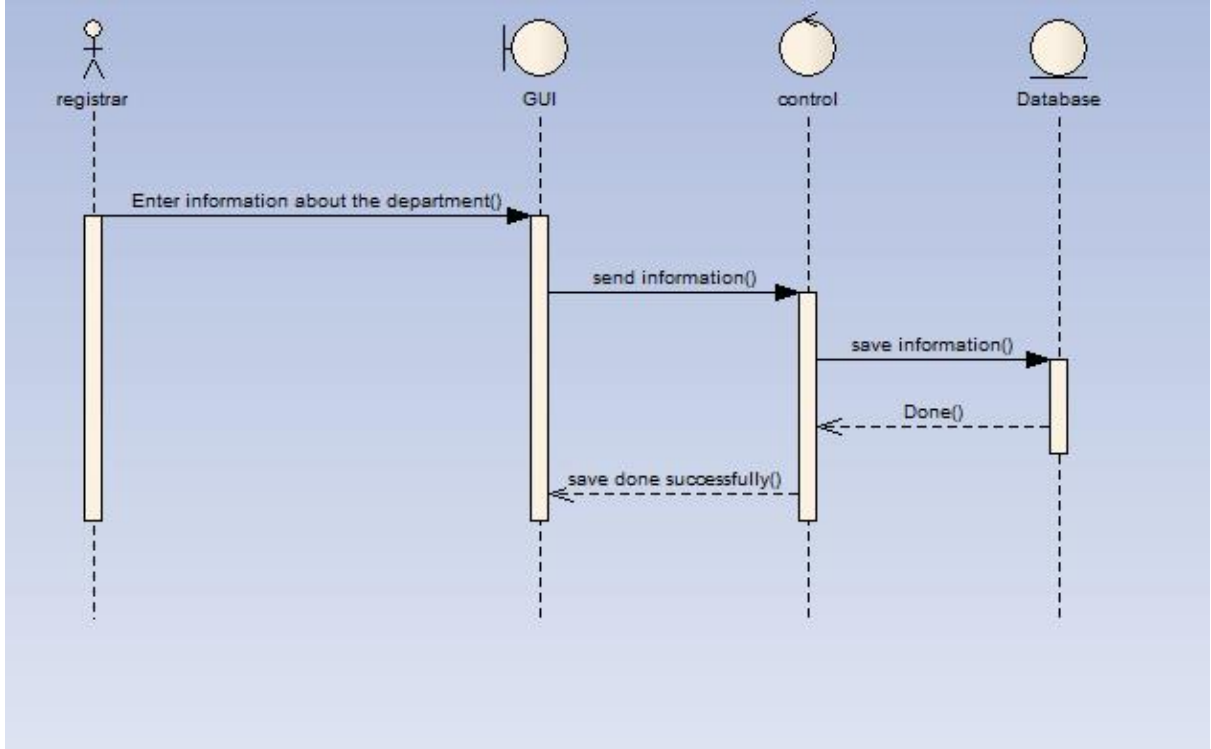 registrar
GUI
control
Database
Enter information about the department()
send information()
save information()
Done()
save done successfully()